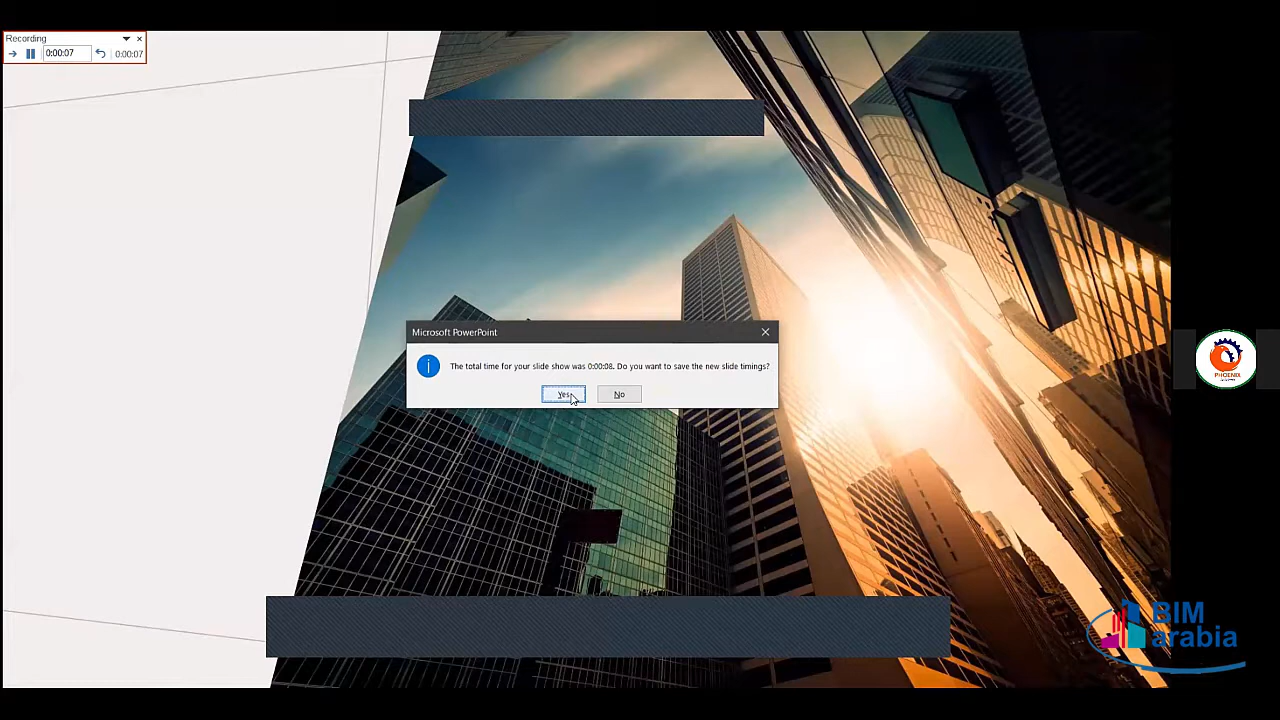 Recording
0:00:07
0:00:07
Microsoft PowerPoint
The total time for your slide show was 0:00:08. Do you want to save the new slide timings?
Yes
No
PHOENIX
BIM
arabia